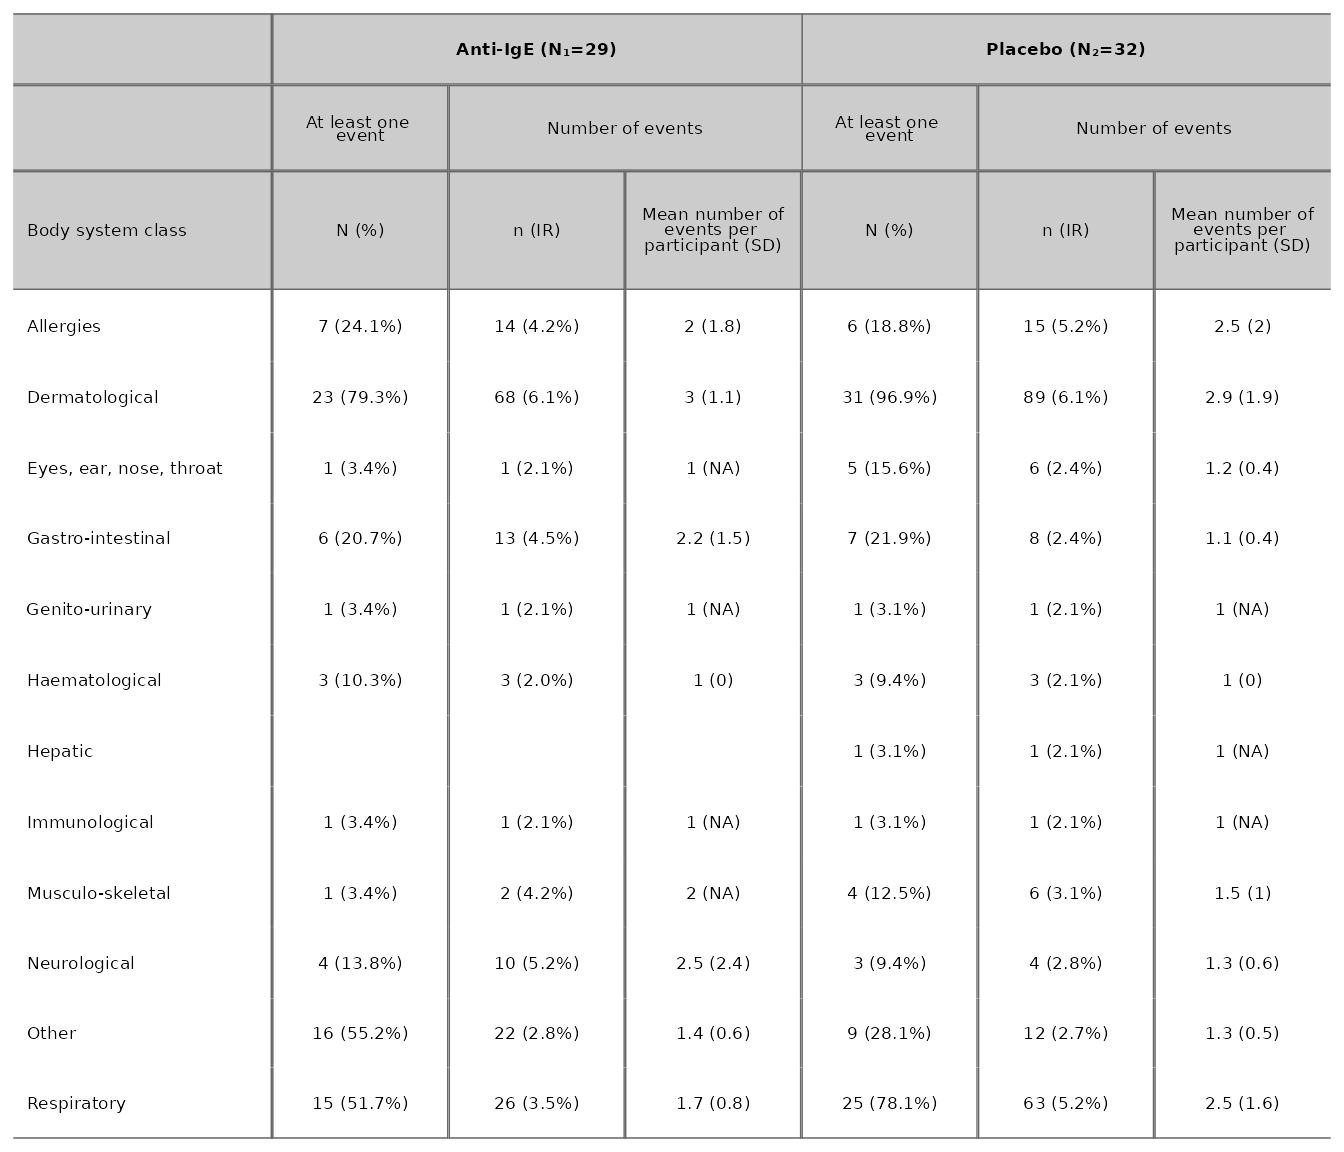 Anti-IgE (N₁=29) Placebo (N₂=32)
At least one event Number of events At least one event Number of events
Body system class N (%) n (IR) Mean number of events per participant (SD) N (%) n (IR) Mean number of events per participant (SD)
Allergies 7 (24.1%) 14 (4.2%) 2 (1.8) 6 (18.8%) 15 (5.2%) 2.5 (2)
Dermatological 23 (79.3%) 68 (6.1%) 3 (1.1) 31 (96.9%) 89 (6.1%) 2.9 (1.9)
Eyes, ear, nose, throat 1 (3.4%) 1 (2.1%) 1 (NA) 5 (15.6%) 6 (2.4%) 1.2 (0.4)
Gastro-intestinal 6 (20.7%) 13 (4.5%) 2.2 (1.5) 7 (21.9%) 8 (2.4%) 1.1 (0.4)
Genito-urinary 1 (3.4%) 1 (2.1%) 1 (NA) 1 (3.1%) 1 (2.1%) 1 (NA)
Haematological 3 (10.3%) 3 (2.0%) 1 (0) 3 (9.4%) 3 (2.1%) 1 (0)
Hepatic 1 (3.1%) 1 (2.1%) 1 (NA)
Immunological 1 (3.4%) 1 (2.1%) 1 (NA) 1 (3.1%) 1 (2.1%) 1 (NA)
Musculo-skeletal 1 (3.4%) 2 (4.2%) 2 (NA) 4 (12.5%) 6 (3.1%) 1.5 (1)
Neurological 4 (13.8%) 10 (5.2%) 2.5 (2.4) 3 (9.4%) 4 (2.8%) 1.3 (0.6)
Other 16 (55.2%) 22 (2.8%) 1.4 (0.6) 9 (28.1%) 12 (2.7%) 1.3 (0.5)
Respiratory 15 (51.7%) 26 (3.5%) 1.7 (0.8) 25 (78.1%) 63 (5.2%) 2.5 (1.6)